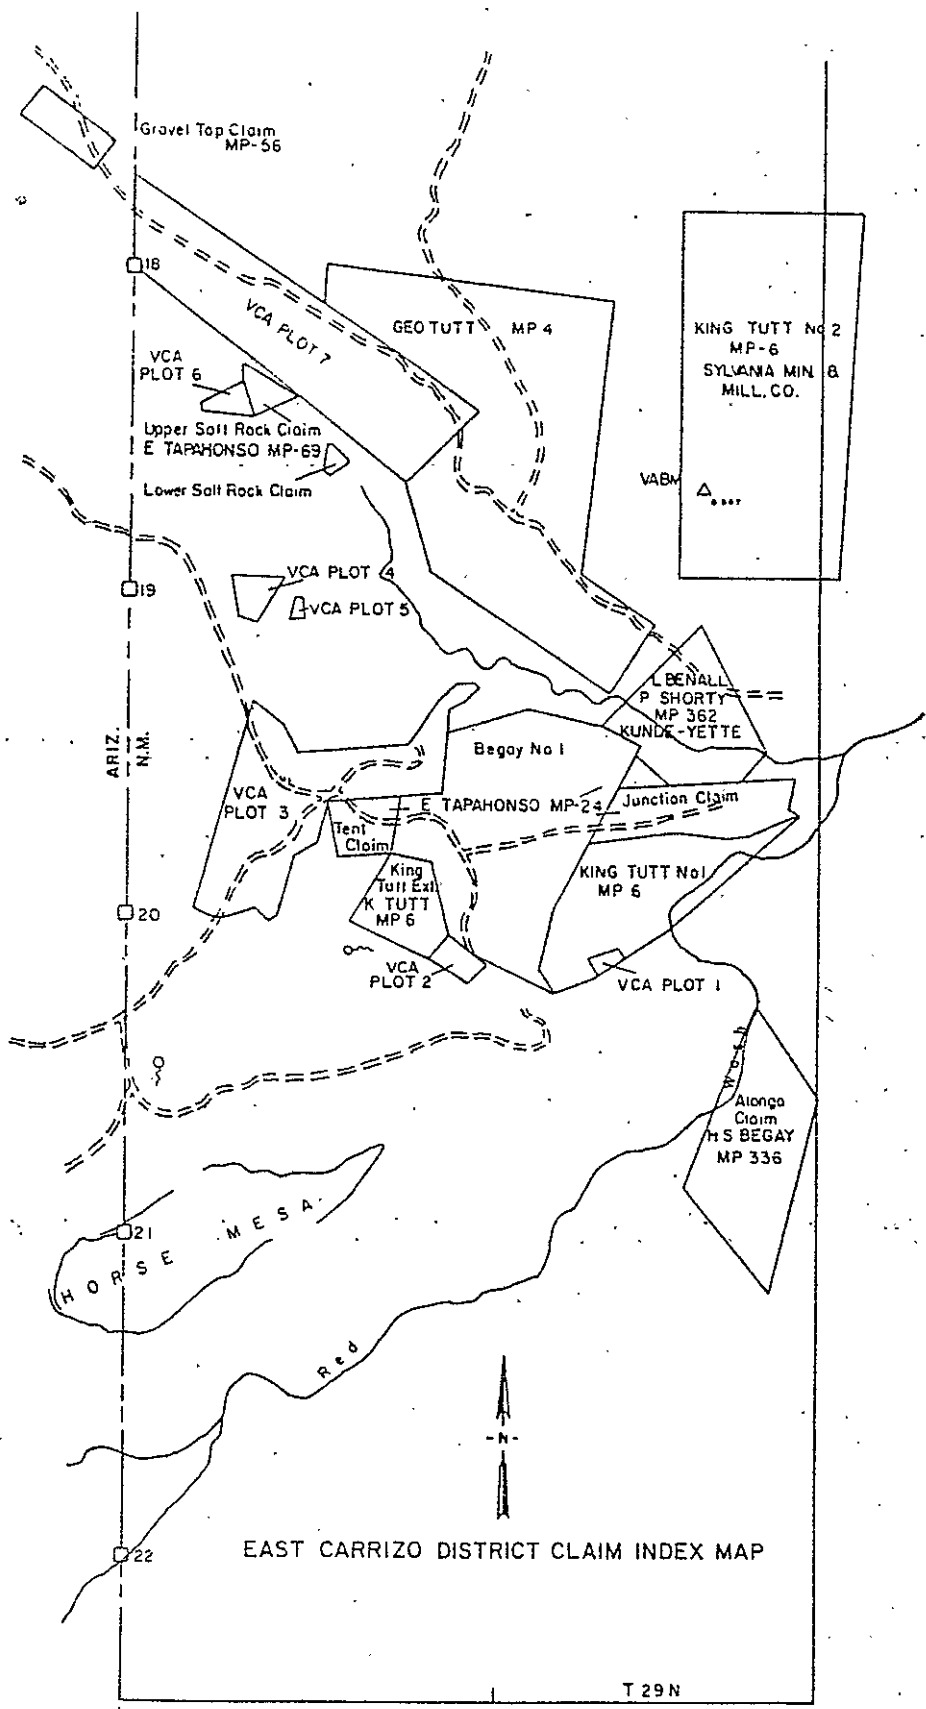 Gravel Top Claim
MP-56
18
VCA PLOT 7
GEO TUTT MP 4
KING TUTT No 2
MP-6
SYLVANIA MIN. &
MILL. CO.
VCA
PLOT 6
Upper Salt Rock Claim
E TAPAHONSO MP-69
Lower Salt Rock Claim
VABM
19
VCA PLOT 4
VCA PLOT 5
L BENALL
P SHORTY
MP 362
KUNDE-YETTE
ARIZ.
N.M.
Begay No 1
VCA
PLOT 3
E TAPAHONSO MP-24
Junction Claim
Tent
Claim
King
Tutt Ext.
K TUTT
MP 6
KING TUTT No 1
MP 6
20
VCA
PLOT 2
VCA PLOT 1
Wash
Alongo
Claim
H S BEGAY
MP 336
21
HORSE MESA
Red
-N-
22
EAST CARRIZO DISTRICT CLAIM INDEX MAP
T 29 N